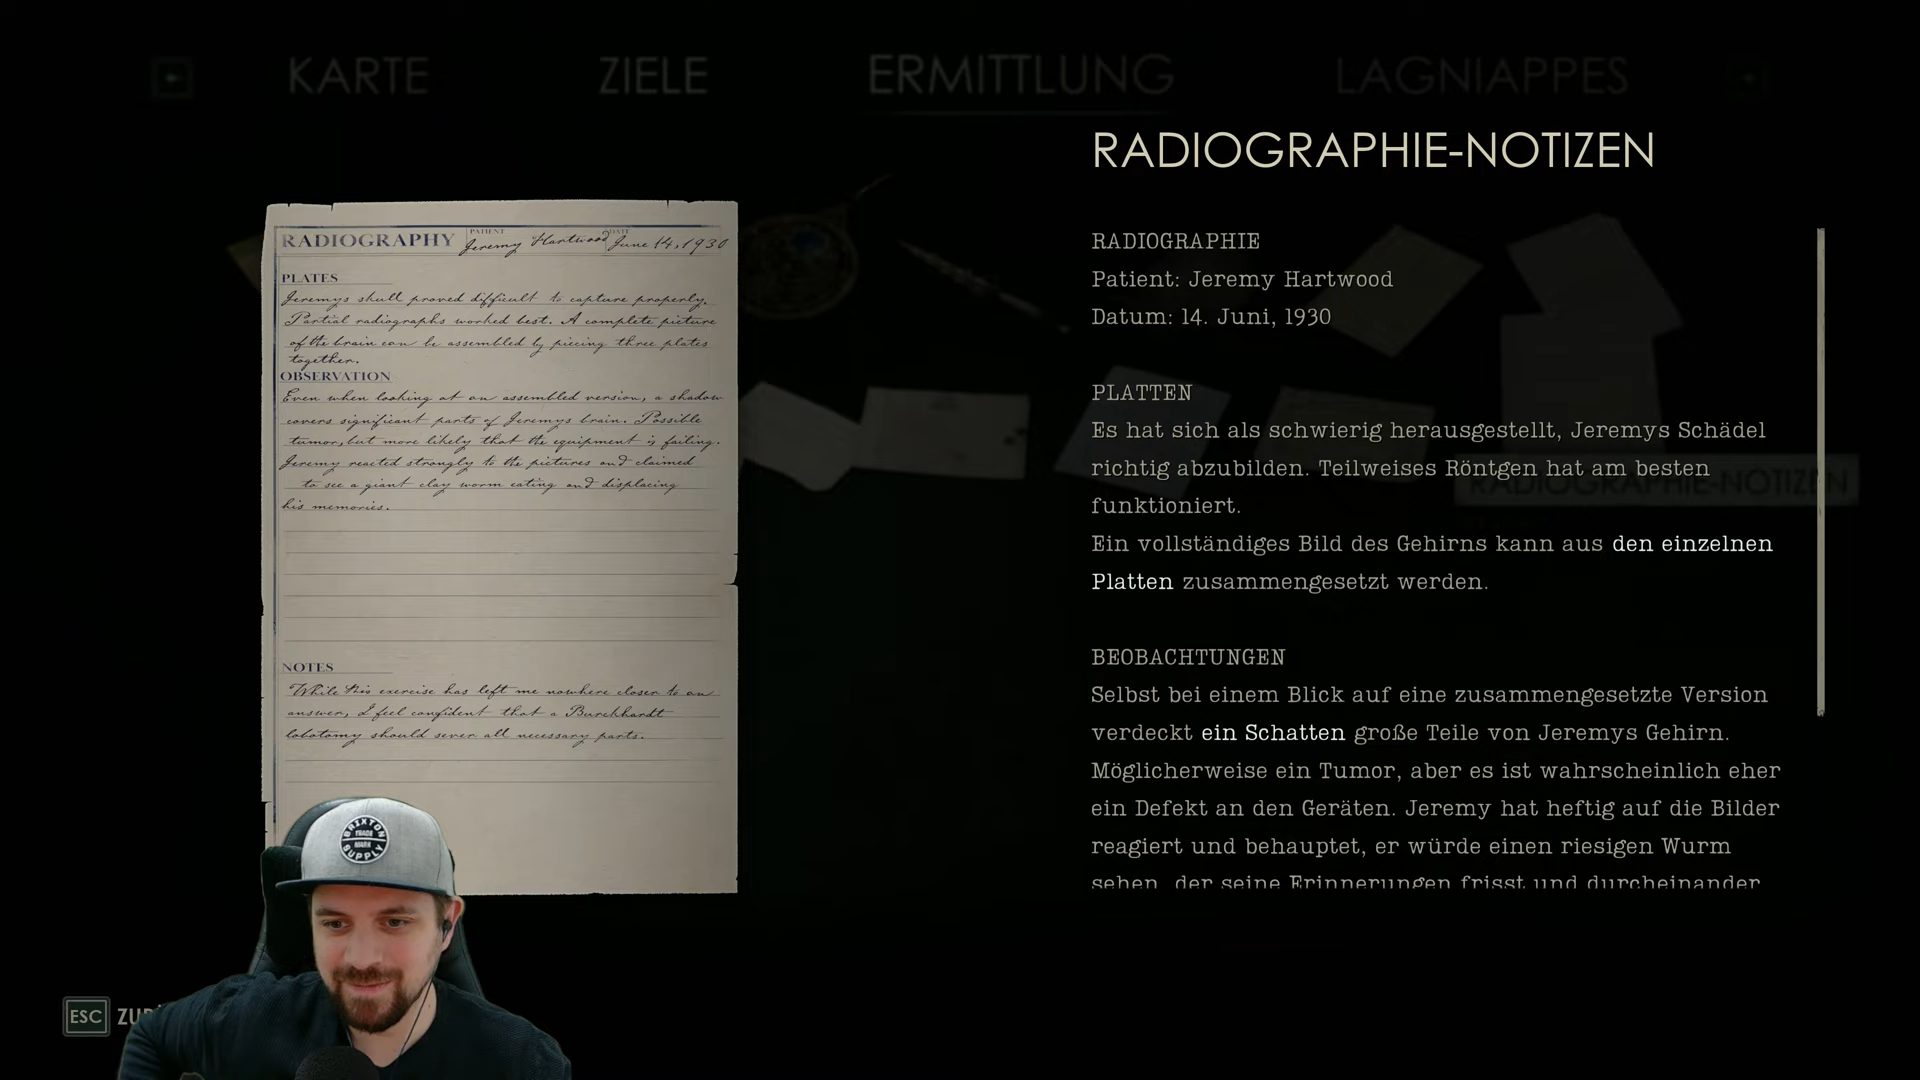 KARTE
ZIELE
ERMITTLUNG
LAGNIAPPES
RADIOGRAPHIE-NOTIZEN
RADIOGRAPHY
PATIENT
Jeremy Hartwood
DATE
June 14, 1930
PLATES
Jeremys skull proved difficult to capture properly.
Partial radiographs worked best. A complete picture
of the brain can be assembled by piecing three plates
together.
OBSERVATION
Even when looking at an assembled version, a shadow
covers significant parts of Jeremys brain. Possible
tumor, but more likely that the equipment is failing.
Jeremy reacted strongly to the pictures and claimed
to see a giant clay worm eating and displacing
his memories.
NOTES
While this exercise has left me nowhere closer to an
answer, I feel confident that a Burckhardt
lobotomy should sever all necessary parts.
RADIOGRAPHIE
Patient: Jeremy Hartwood
Datum: 14. Juni, 1930
PLATTEN
Es hat sich als schwierig herausgestellt, Jeremys Schädel
richtig abzubilden. Teilweises Röntgen hat am besten
funktioniert.
Ein vollständiges Bild des Gehirns kann aus den einzelnen
Platten zusammengesetzt werden.
BEOBACHTUNGEN
Selbst bei einem Blick auf eine zusammengesetzte Version
verdeckt ein Schatten große Teile von Jeremys Gehirn.
Möglicherweise ein Tumor, aber es ist wahrscheinlich eher
ein Defekt an den Geräten. Jeremy hat heftig auf die Bilder
reagiert und behauptet, er würde einen riesigen Wurm
sehen, der seine Erinnerungen frisst und durcheinander
RADIOGRAPHIE-NOTIZEN
BRIXTON
TRADE
MARK
SUPPLY
ESC